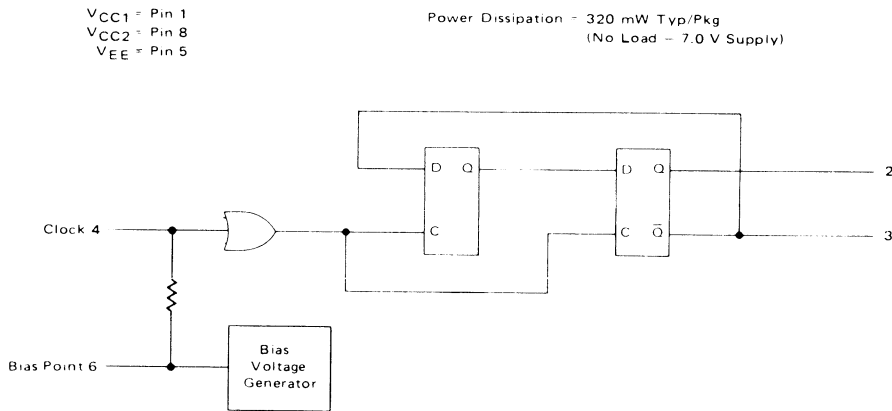 VCC1 = Pin 1
VCC2 = Pin 8
VEE = Pin 5
Power Dissipation = 320 mW Typ/Pkg
(No Load – 7.0 V Supply)
D Q
D Q
2
Clock 4
C
C Q̅
3
Bias Point 6
Bias
Voltage
Generator